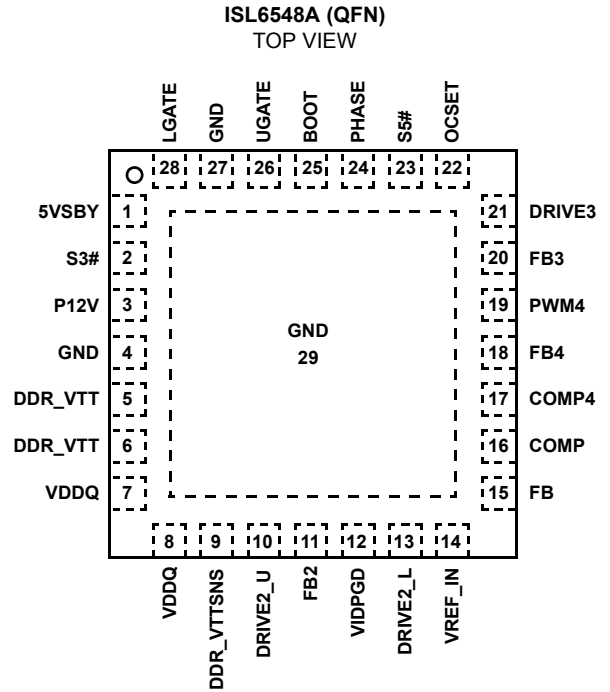 ISL6548A (QFN)
TOP VIEW
LGATE
GND
UGATE
BOOT
PHASE
S5#
OCSET
28 27 26 25 24 23 22
5VSBY 1
S3# 2
P12V 3
GND 4
DDR_VTT 5
DDR_VTT 6
VDDQ 7
GND
29
21 DRIVE3
20 FB3
19 PWM4
18 FB4
17 COMP4
16 COMP
15 FB
8 9 10 11 12 13 14
VDDQ
DDR_VTTSNS
DRIVE2_U
FB2
VIDPGD
DRIVE2_L
VREF_IN